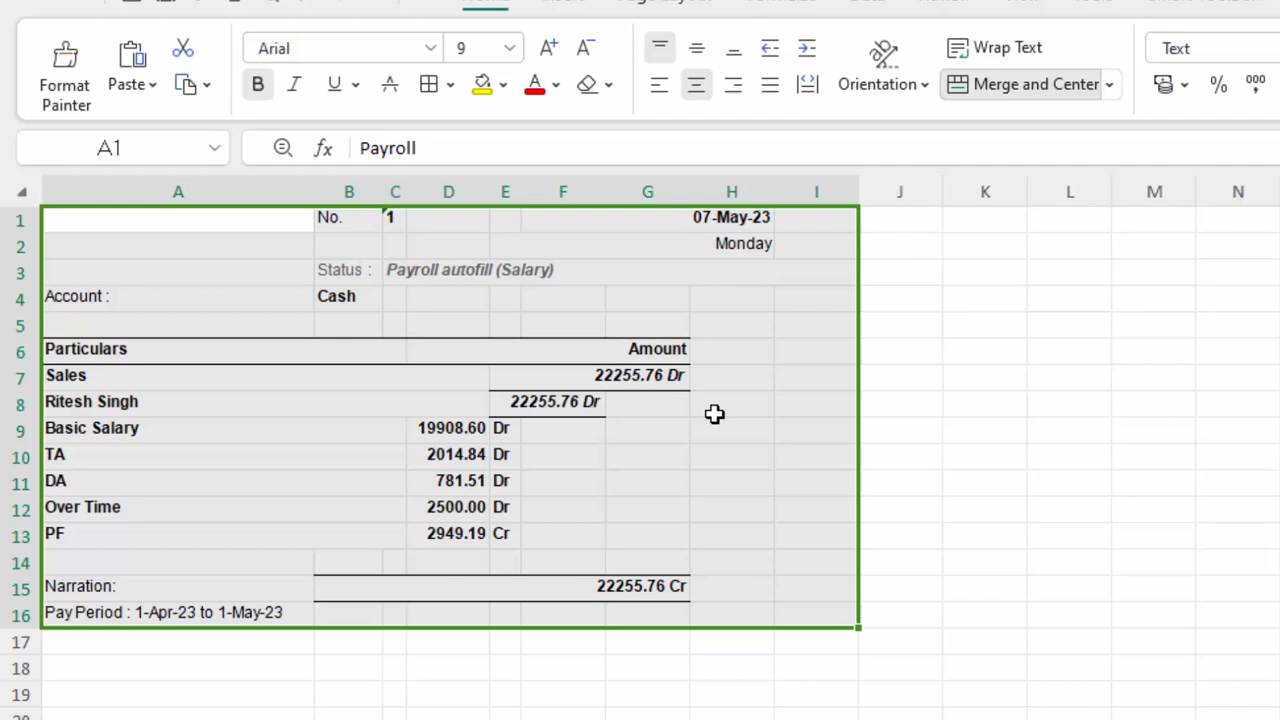 Format Painter
Paste
Arial
9
B
I
U
A
Orientation
Wrap Text
Merge and Center
Text
%
000
A1
fx
Payroll
A B C D E F G H I J K L M N
1 No. 1 07-May-23
2 Monday
3 Status : Payroll autofill (Salary)
4 Account : Cash
5
6 Particulars Amount
7 Sales 22255.76 Dr
8 Ritesh Singh 22255.76 Dr
9 Basic Salary 19908.60 Dr
10 TA 2014.84 Dr
11 DA 781.51 Dr
12 Over Time 2500.00 Dr
13 PF 2949.19 Cr
14
15 Narration: 22255.76 Cr
16 Pay Period : 1-Apr-23 to 1-May-23
17
18
19